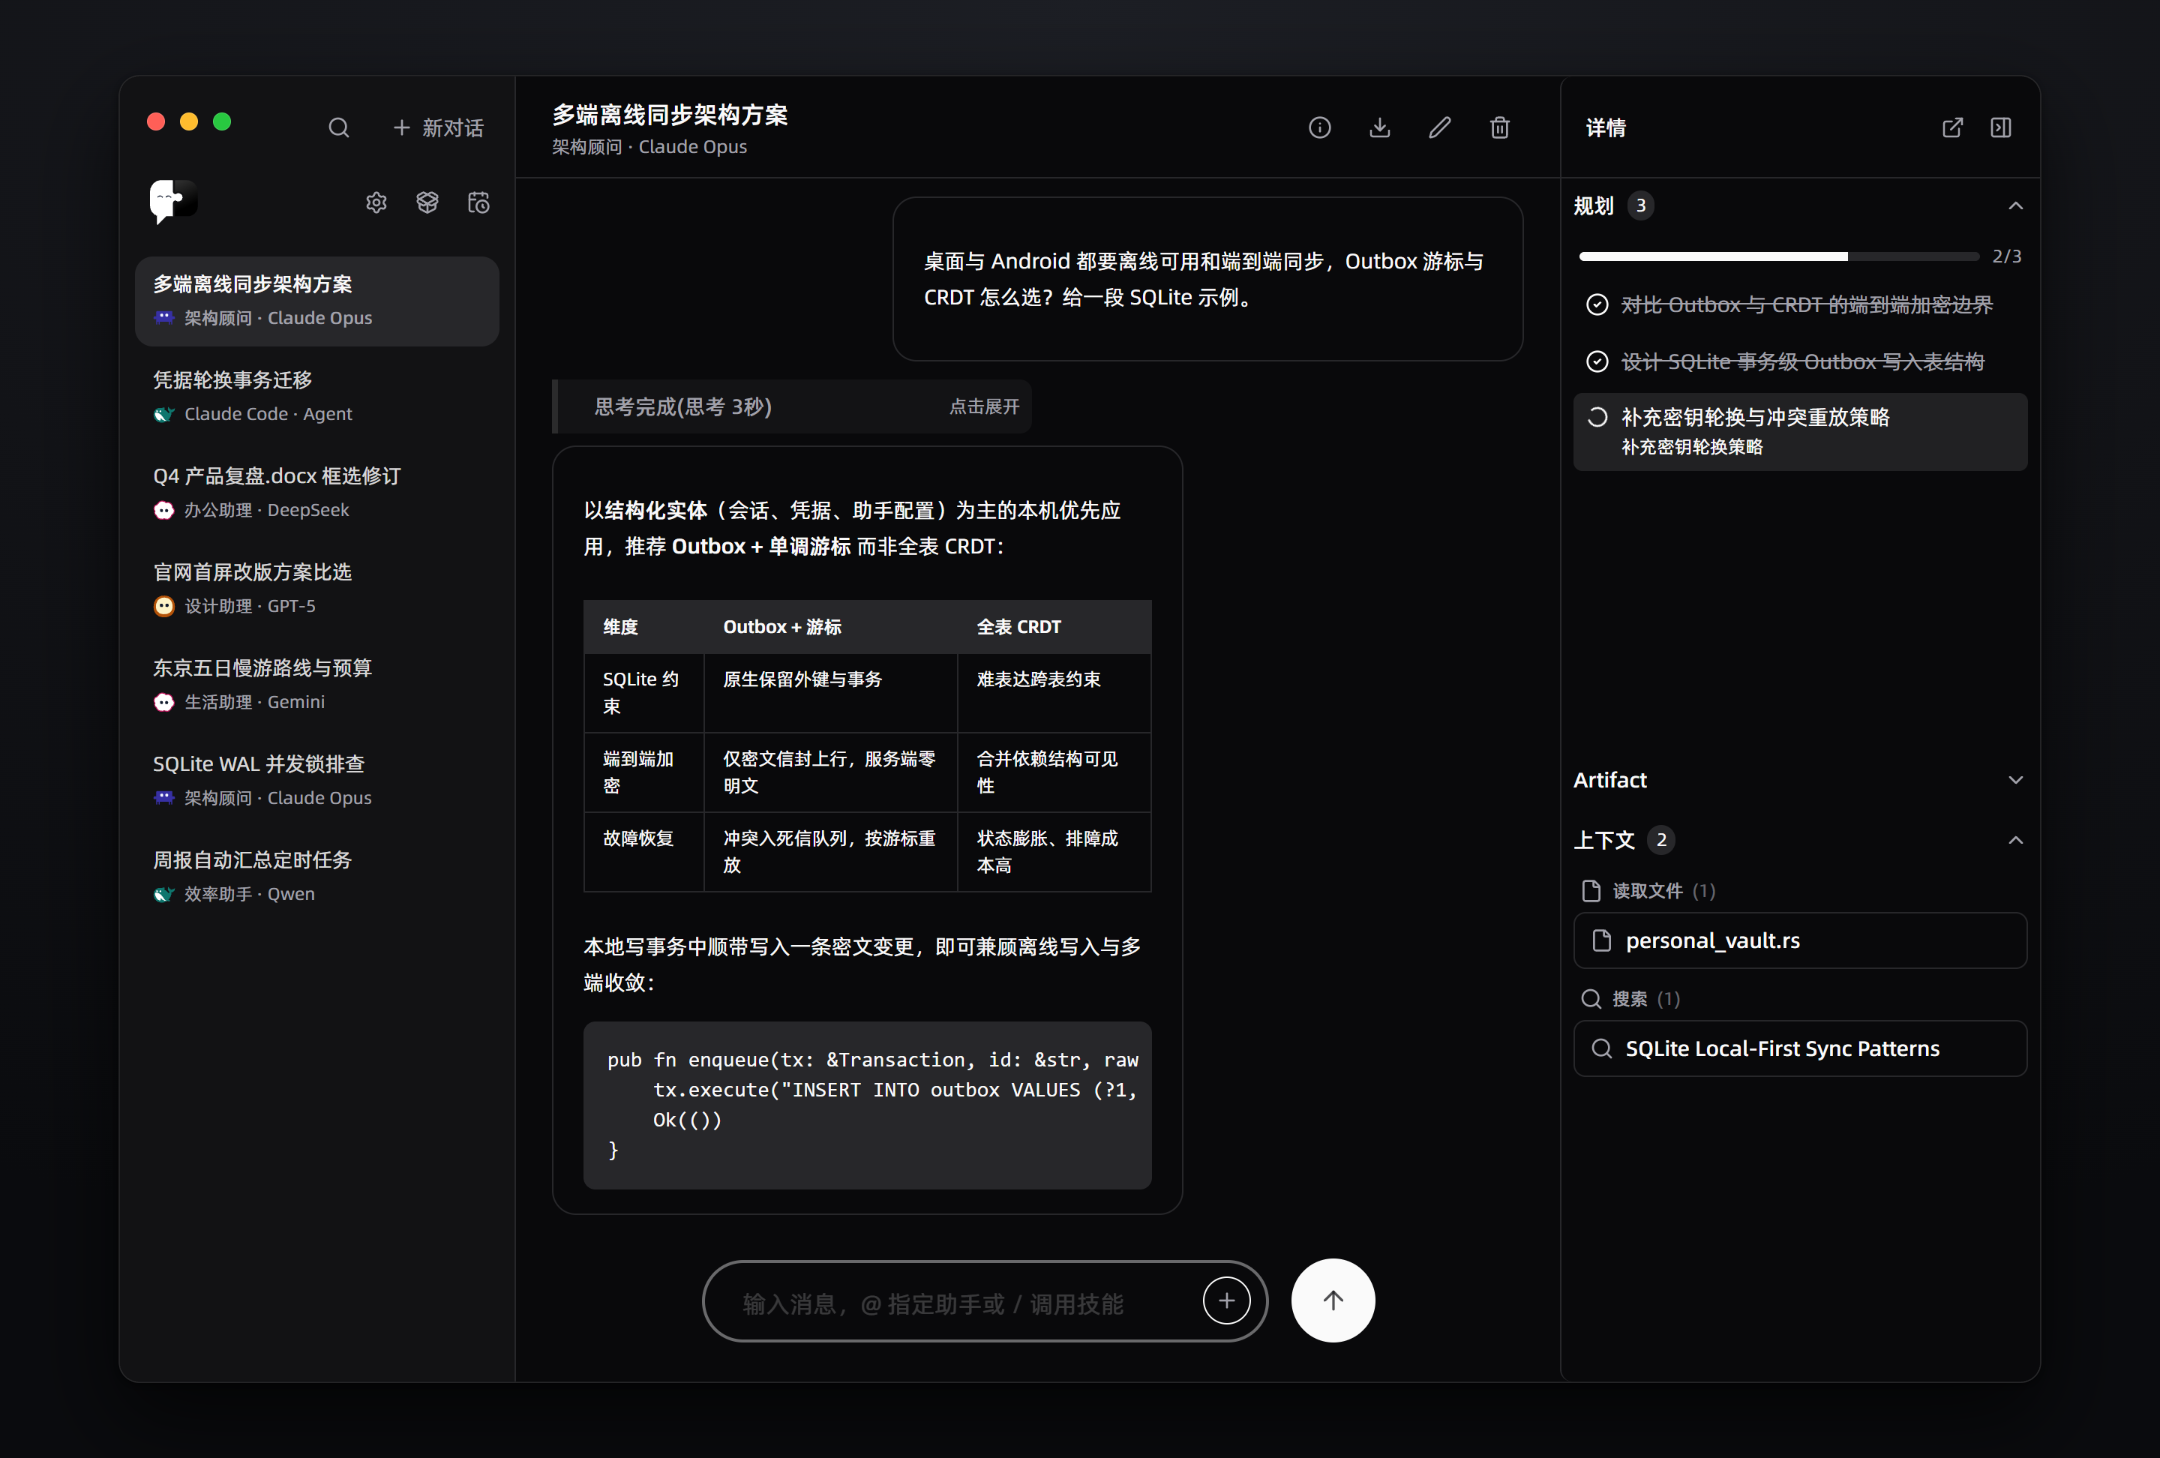 新对话
多端离线同步架构方案
架构顾问 · Claude Opus
凭据轮换事务迁移
Claude Code · Agent
Q4 产品复盘.docx 框选修订
办公助理 · DeepSeek
官网首屏改版方案比选
设计助理 · GPT-5
东京五日慢游路线与预算
生活助理 · Gemini
SQLite WAL 并发锁排查
架构顾问 · Claude Opus
周报自动汇总定时任务
效率助手 · Qwen
多端离线同步架构方案
架构顾问 · Claude Opus
桌面与 Android 都要离线可用和端到端同步，Outbox 游标与
CRDT 怎么选？给一段 SQLite 示例。
思考完成(思考 3秒)
点击展开
以结构化实体（会话、凭据、助手配置）为主的本机优先应
用，推荐 Outbox + 单调游标 而非全表 CRDT：
维度 Outbox + 游标 全表 CRDT
SQLite 约 原生保留外键与事务 难表达跨表约束
束
端到端加 仅密文信封上行，服务端零 合并依赖结构可见
密 明文 性
故障恢复 冲突入死信队列，按游标重 状态膨胀、排障成
放 本高
本地写事务中顺带写入一条密文变更，即可兼顾离线写入与多
端收敛：
pub fn enqueue(tx: &Transaction, id: &str, raw
tx.execute("INSERT INTO outbox VALUES (?1,
Ok(())
}
输入消息，@ 指定助手或 / 调用技能
详情
规划 3
2/3
对比 Outbox 与 CRDT 的端到端加密边界
设计 SQLite 事务级 Outbox 写入表结构
补充密钥轮换与冲突重放策略
补充密钥轮换策略
Artifact
上下文 2
读取文件 (1)
personal_vault.rs
搜索 (1)
SQLite Local-First Sync Patterns